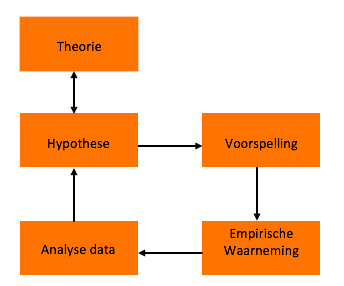 Theorie
Hypothese
Voorspelling
Empirische
Waarneming
Analyse data